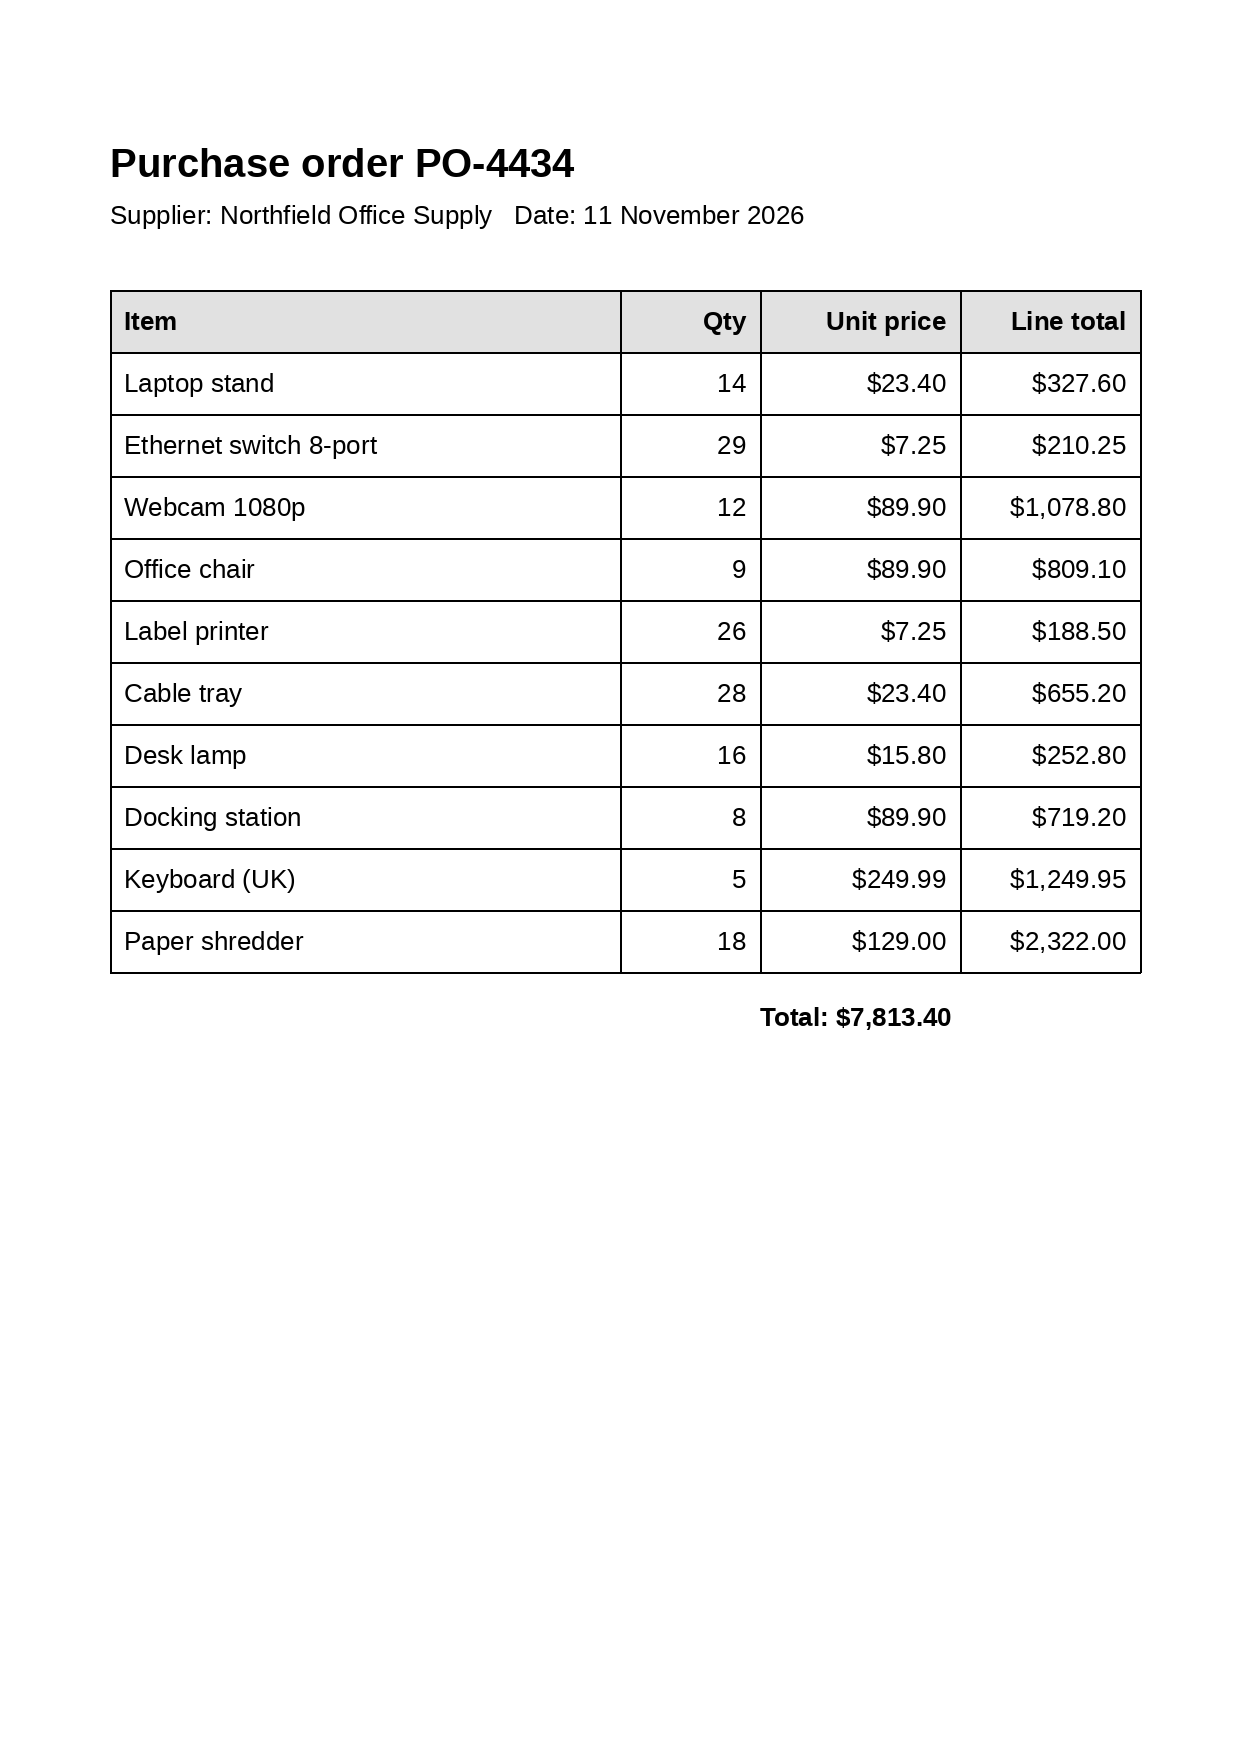 Purchase order PO-4434
Supplier: Northfield Office Supply Date: 11 November 2026
Item Qty Unit price Line total
Laptop stand 14 $23.40 $327.60
Ethernet switch 8-port 29 $7.25 $210.25
Webcam 1080p 12 $89.90 $1,078.80
Office chair 9 $89.90 $809.10
Label printer 26 $7.25 $188.50
Cable tray 28 $23.40 $655.20
Desk lamp 16 $15.80 $252.80
Docking station 8 $89.90 $719.20
Keyboard (UK) 5 $249.99 $1,249.95
Paper shredder 18 $129.00 $2,322.00
Total: $7,813.40